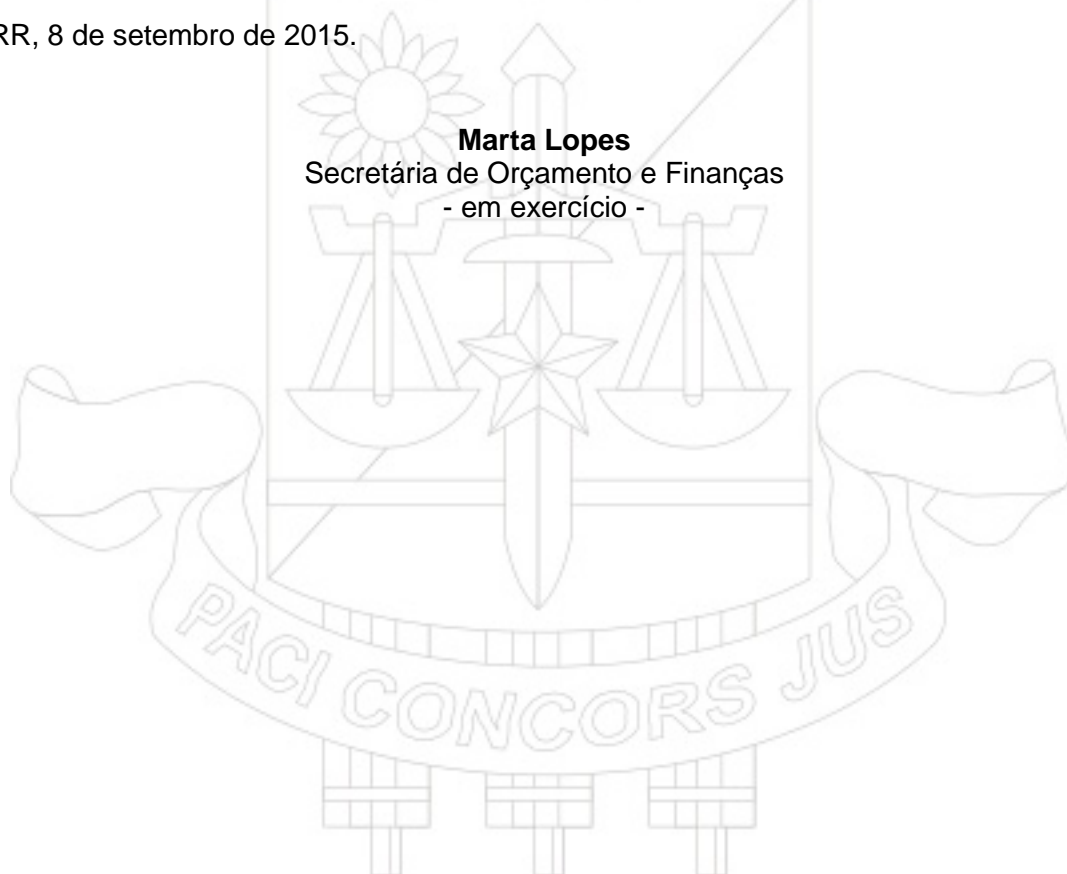 RR, 8 de setembro de 2015.
Marta Lopes
Secretária de Orçamento e Finanças
- em exercício -
PACI CONCORS JUS